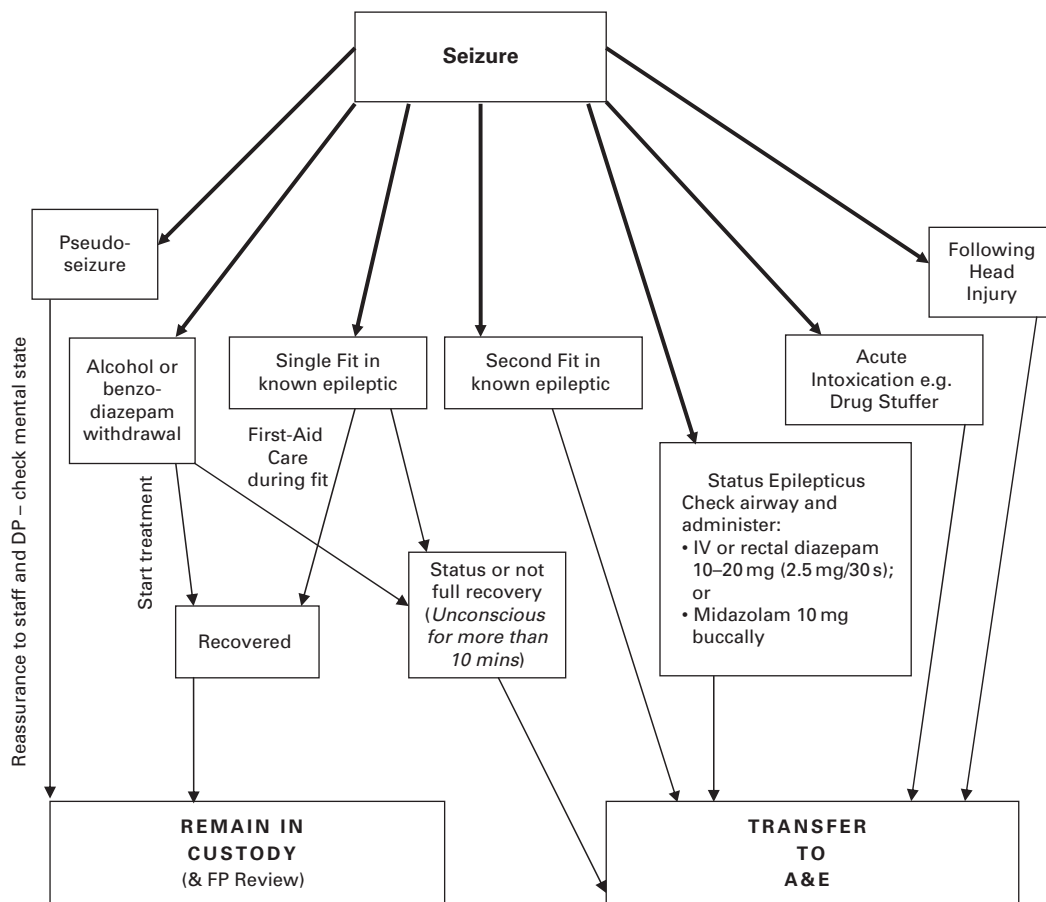 Seizure
Pseudo-
seizure
Following
Head
Injury
Alcohol or
benzo-
diazepam
withdrawal
Single Fit in
known epileptic
Second Fit in
known epileptic
Acute
Intoxication e.g.
Drug Stuffer
Reassurance to staff and DP – check mental state
Start treatment
First-Aid
Care
during fit
Status Epilepticus
Check airway and
administer:
• IV or rectal diazepam
10–20 mg (2.5 mg/30 s);
or
• Midazolam 10 mg
buccally
Recovered
Status or not
full recovery
(Unconscious
for more than
10 mins)
REMAIN IN
CUSTODY
(& FP Review)
TRANSFER
TO
A&E